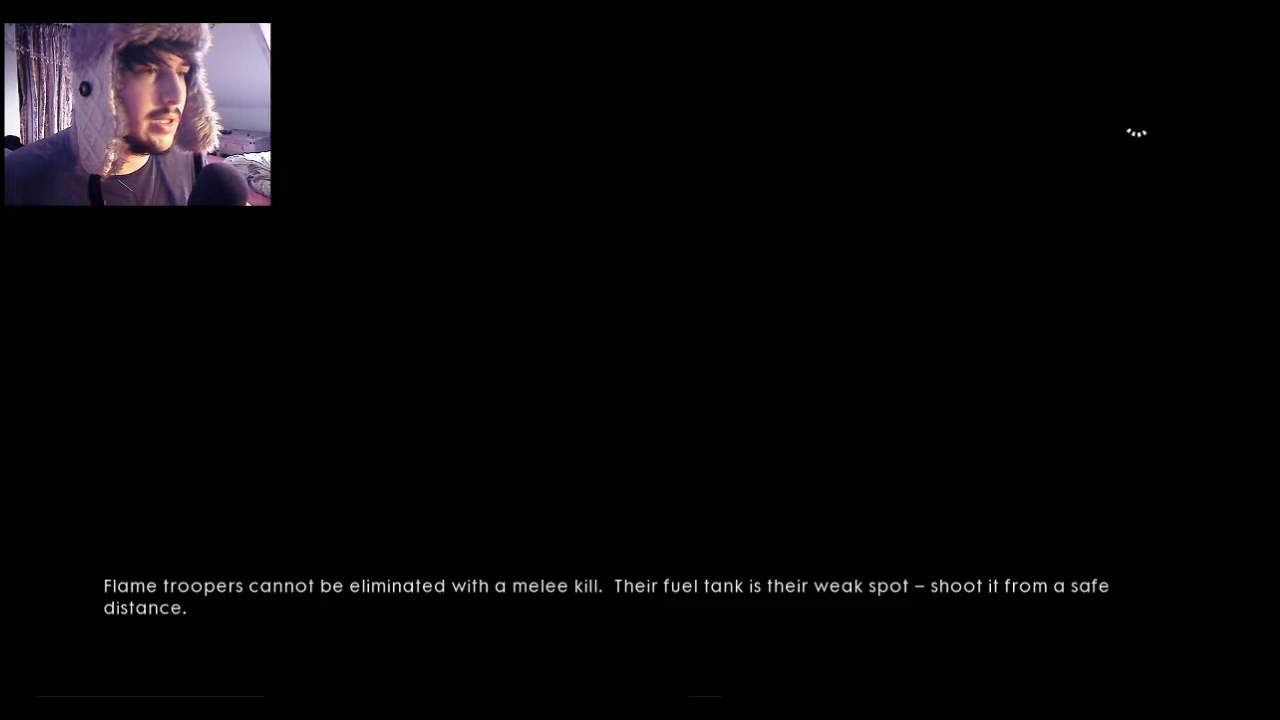 Flame troopers cannot be eliminated with a melee kill.  Their fuel tank is their weak spot – shoot it from a safe
distance.